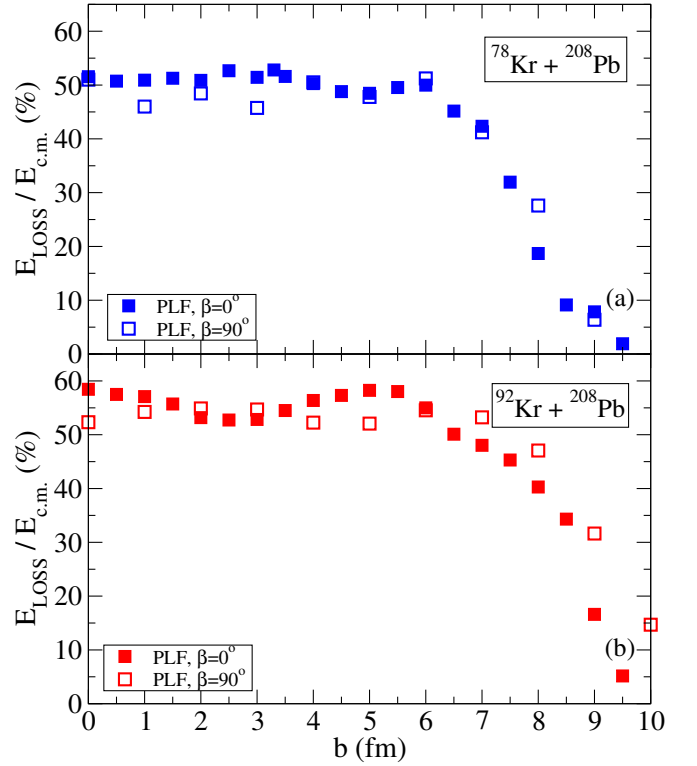 60
50
40
30
20
10
0
E_LOSS / E_c.m. (%)
^78Kr + ^208Pb
PLF, β=0°
PLF, β=90°
(a)
60
50
40
30
20
10
0
E_LOSS / E_c.m. (%)
^92Kr + ^208Pb
PLF, β=0°
PLF, β=90°
(b)
0 1 2 3 4 5 6 7 8 9 10
b (fm)